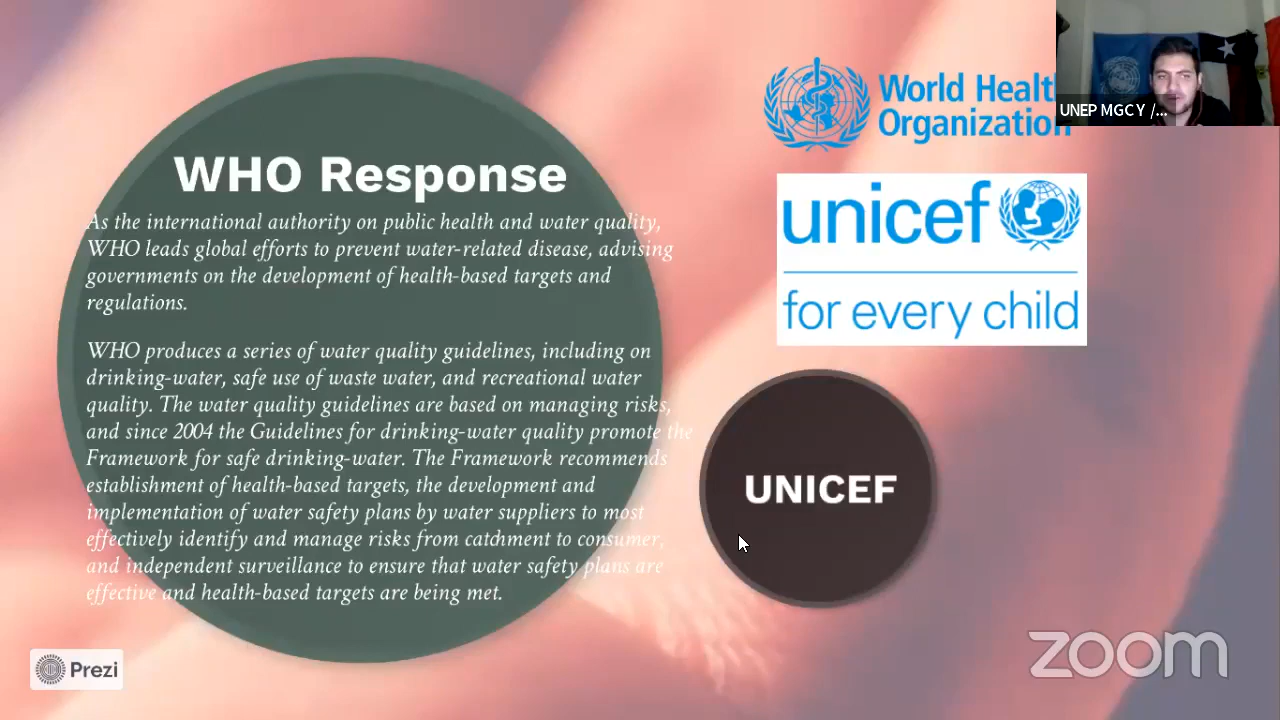 WHO Response
As the international authority on public health and water quality,
WHO leads global efforts to prevent water-related disease, advising
governments on the development of health-based targets and
regulations.
WHO produces a series of water quality guidelines, including on
drinking-water, safe use of waste water, and recreational water
quality. The water quality guidelines are based on managing risks,
and since 2004 the Guidelines for drinking-water quality promote the
Framework for safe drinking-water. The Framework recommends
establishment of health-based targets, the development and
implementation of water safety plans by water suppliers to most
effectively identify and manage risks from catchment to consumer,
and independent surveillance to ensure that water safety plans are
effective and health-based targets are being met.
World Healt
Organization
UNEP MGCY /...
unicef
for every child
UNICEF
Prezi
zoom